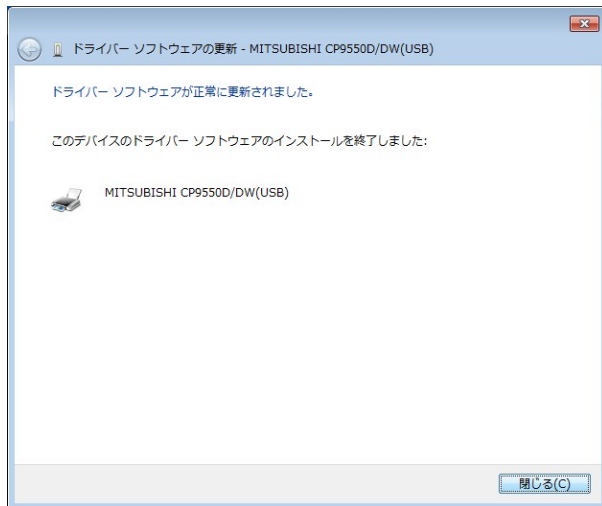 ドライバー ソフトウェアの更新 - MITSUBISHI CP9550D/DW(USB)
ドライバー ソフトウェアが正常に更新されました。
このデバイスのドライバー ソフトウェアのインストールを終了しました:
MITSUBISHI CP9550D/DW(USB)
閉じる(C)